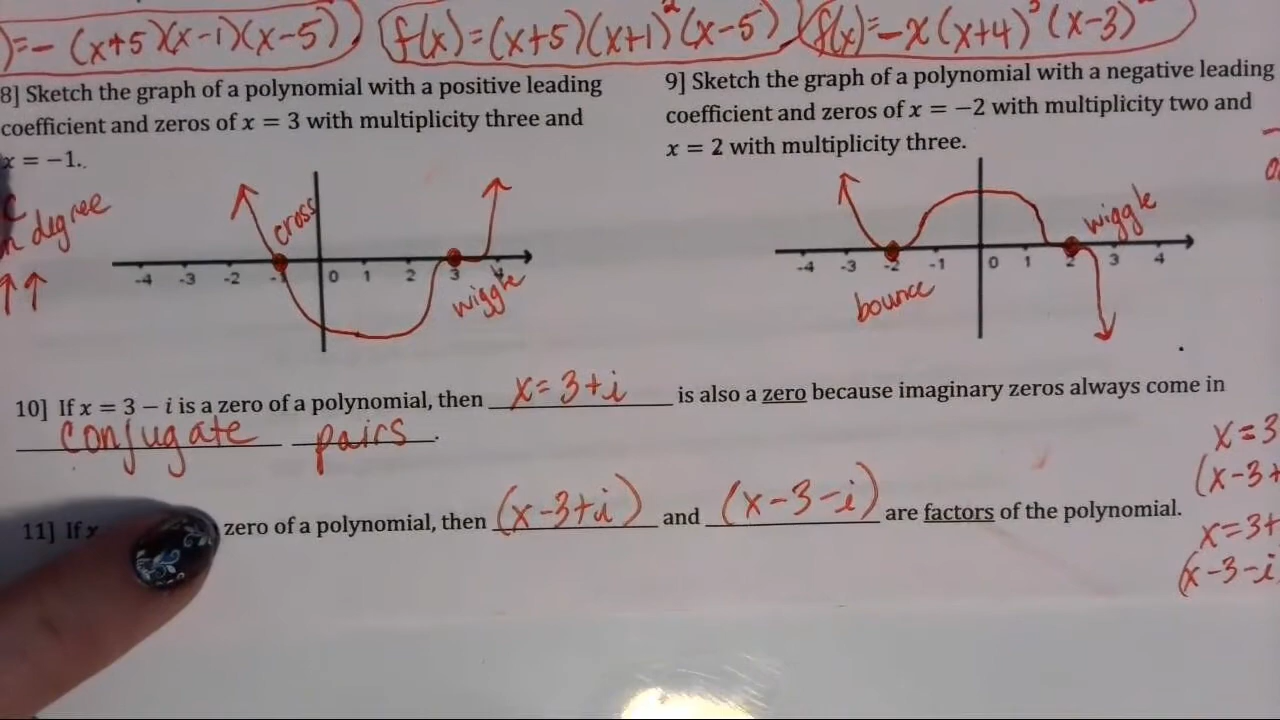 )=-(x+5)(x-1)(x-5)
f(x)=(x+5)(x+1)²(x-5)
f(x)=-x(x+4)³(x-3)
8] Sketch the graph of a polynomial with a positive leading
coefficient and zeros of x = 3 with multiplicity three and
x = −1.
degree
↑↑
cross
-4 -3 -2 -1 0 1 2 3 4
wiggle
9] Sketch the graph of a polynomial with a negative leading
coefficient and zeros of x = −2 with multiplicity two and
x = 2 with multiplicity three.
wiggle
-4 -3 -2 -1 0 1 2 3 4
bounce
10] If x = 3 − i is a zero of a polynomial, then x=3+i is also a zero because imaginary zeros always come in
conjugate pairs.
x=3
(x-3+
11] If x zero of a polynomial, then (x-3+i) and (x-3-i) are factors of the polynomial.
x=3+
(x-3-i